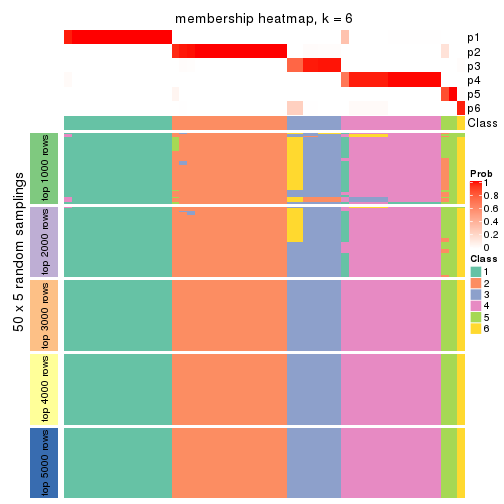 membership heatmap, k = 6
p1
p2
p3
p4
p5
p6
Class
50 x 5 random samplings
top 1000 rows
top 2000 rows
top 3000 rows
top 4000 rows
top 5000 rows
Prob
1
0.8
0.6
0.4
0.2
0
Class
1
2
3
4
5
6